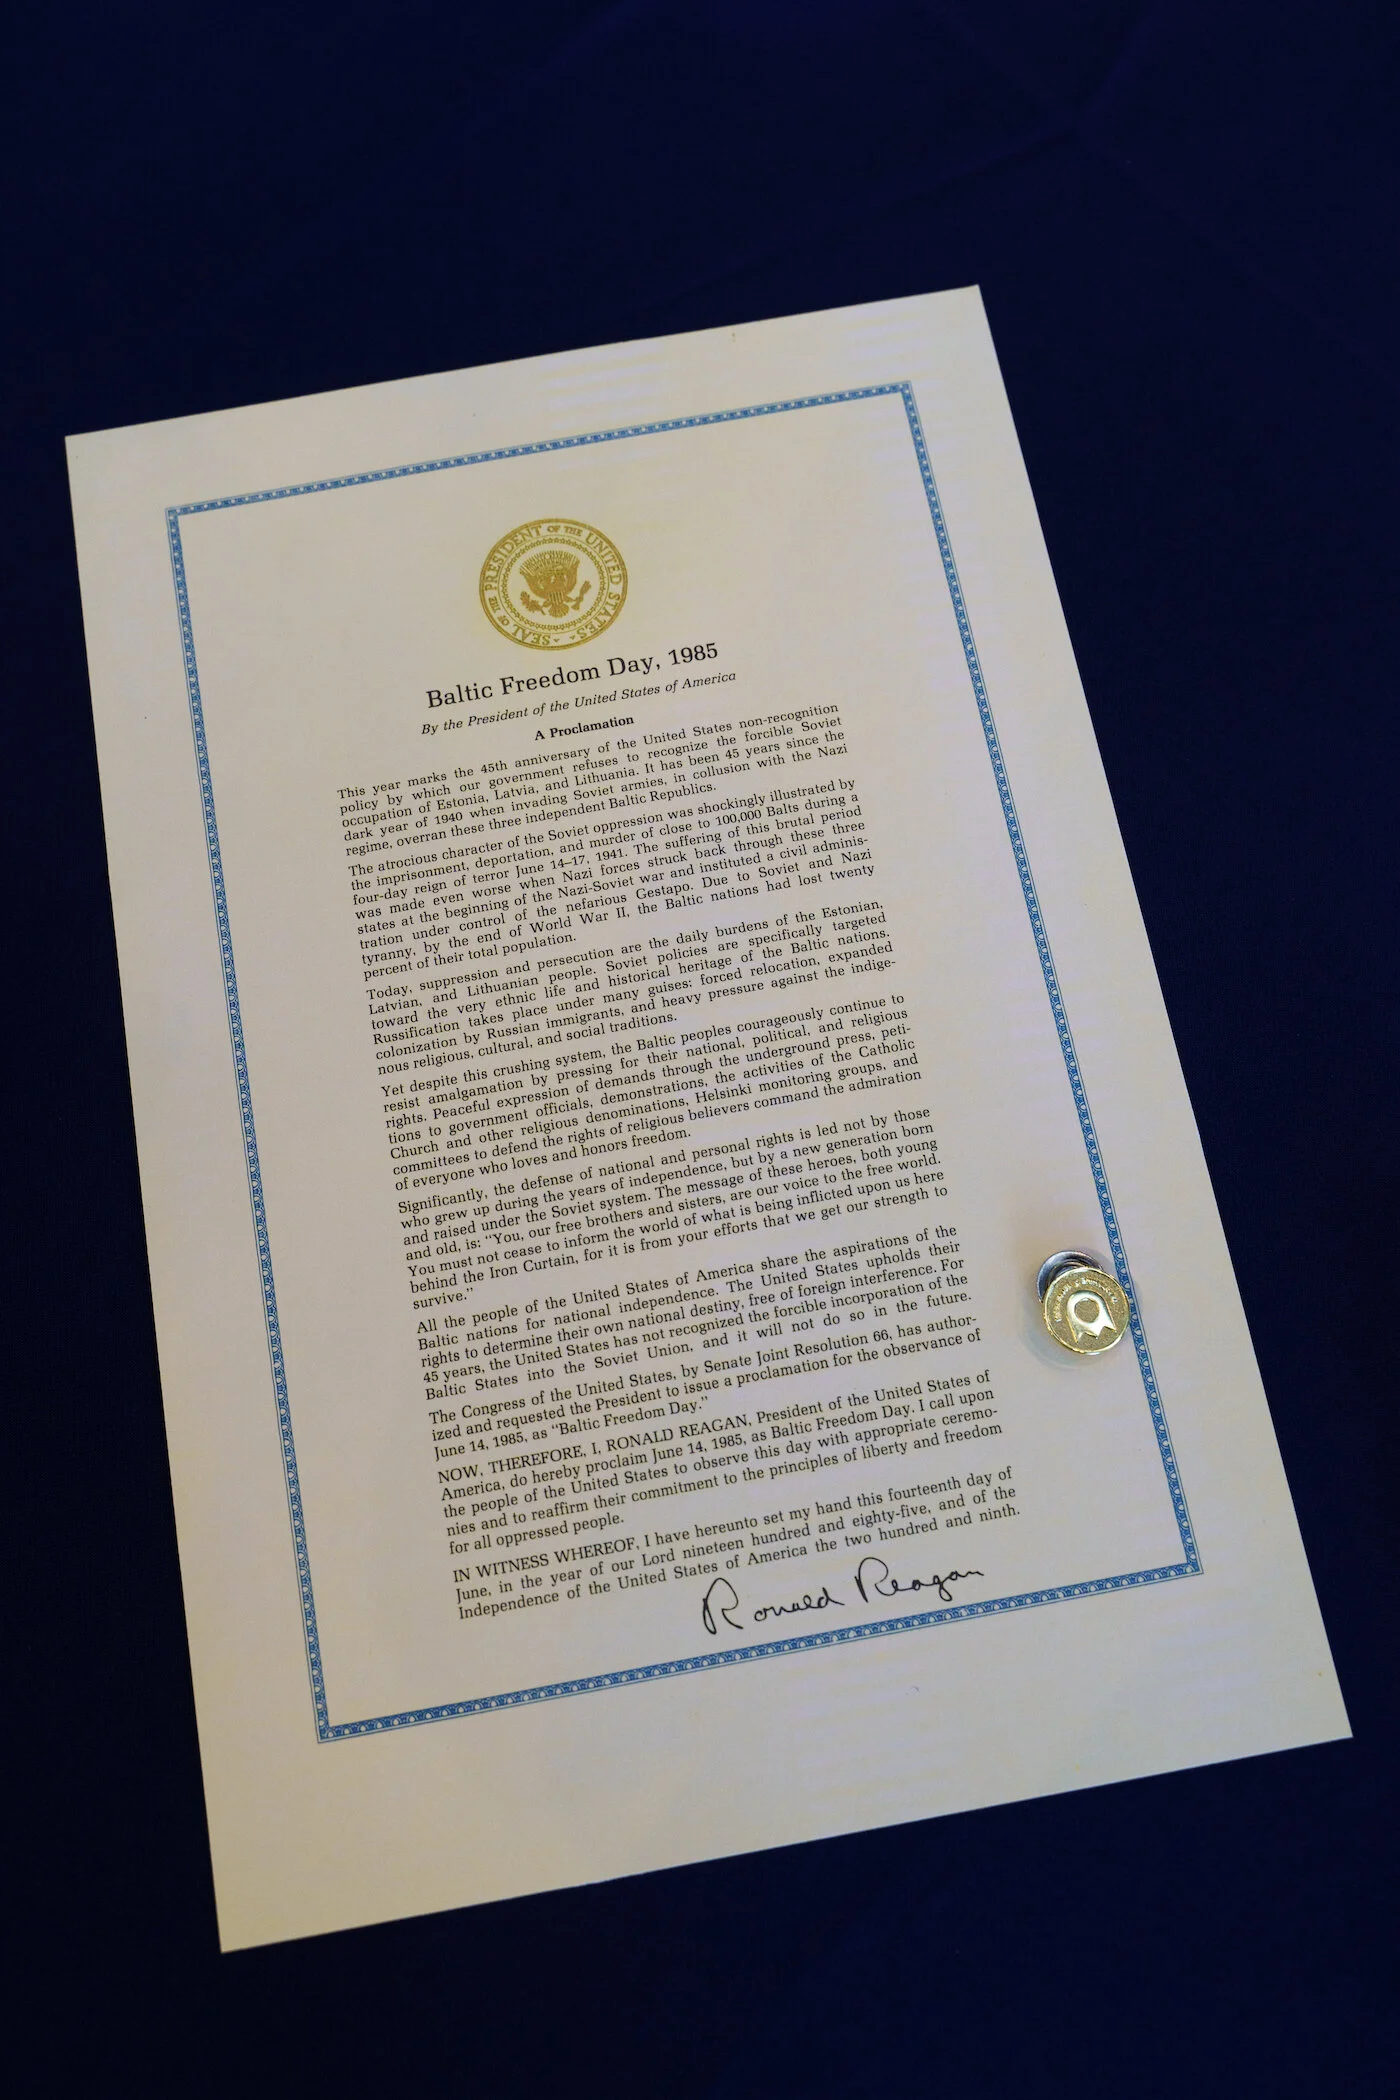 SEAL OF THE PRESIDENT OF THE UNITED STATES
Baltic Freedom Day, 1985
By the President of the United States of America
A Proclamation
This year marks the 45th anniversary of the United States non-recognition
policy by which our government refuses to recognize the forcible Soviet
occupation of Estonia, Latvia, and Lithuania. It has been 45 years since the
dark year of 1940 when invading Soviet armies, in collusion with the Nazi
regime, overran these three independent Baltic Republics.
The atrocious character of the Soviet oppression was shockingly illustrated by
the imprisonment, deportation, and murder of close to 100,000 Balts during a
four-day reign of terror June 14–17, 1941. The suffering of this brutal period
was made even worse when Nazi forces struck back through these three
states at the beginning of the Nazi-Soviet war and instituted a civil adminis-
tration under control of the nefarious Gestapo. Due to Soviet and Nazi
tyranny, by the end of World War II, the Baltic nations had lost twenty
percent of their total population.
Today, suppression and persecution are the daily burdens of the Estonian,
Latvian, and Lithuanian people. Soviet policies are specifically targeted
toward the very ethnic life and historical heritage of the Baltic nations.
Russification takes place under many guises: forced relocation, expanded
colonization by Russian immigrants, and heavy pressure against the indige-
nous religious, cultural, and social traditions.
Yet despite this crushing system, the Baltic peoples courageously continue to
resist amalgamation by pressing for their national, political, and religious
rights. Peaceful expression of demands through the underground press, peti-
tions to government officials, demonstrations, the activities of the Catholic
Church and other religious denominations, Helsinki monitoring groups, and
committees to defend the rights of religious believers command the admiration
of everyone who loves and honors freedom.
Significantly, the defense of national and personal rights is led not by those
who grew up during the years of independence, but by a new generation born
and raised under the Soviet system. The message of these heroes, both young
and old, is: “You, our free brothers and sisters, are our voice to the free world.
You must not cease to inform the world of what is being inflicted upon us here
behind the Iron Curtain, for it is from your efforts that we get our strength to
survive.”
All the people of the United States of America share the aspirations of the
Baltic nations for national independence. The United States upholds their
rights to determine their own national destiny, free of foreign interference. For
45 years, the United States has not recognized the forcible incorporation of the
Baltic States into the Soviet Union, and it will not do so in the future.
The Congress of the United States, by Senate Joint Resolution 66, has author-
ized and requested the President to issue a proclamation for the observance of
June 14, 1985, as “Baltic Freedom Day.”
NOW, THEREFORE, I, RONALD REAGAN, President of the United States of
America, do hereby proclaim June 14, 1985, as Baltic Freedom Day. I call upon
the people of the United States to observe this day with appropriate ceremo-
nies and to reaffirm their commitment to the principles of liberty and freedom
for all oppressed people.
IN WITNESS WHEREOF, I have hereunto set my hand this fourteenth day of
June, in the year of our Lord nineteen hundred and eighty-five, and of the
Independence of the United States of America the two hundred and ninth.
Ronald Reagan